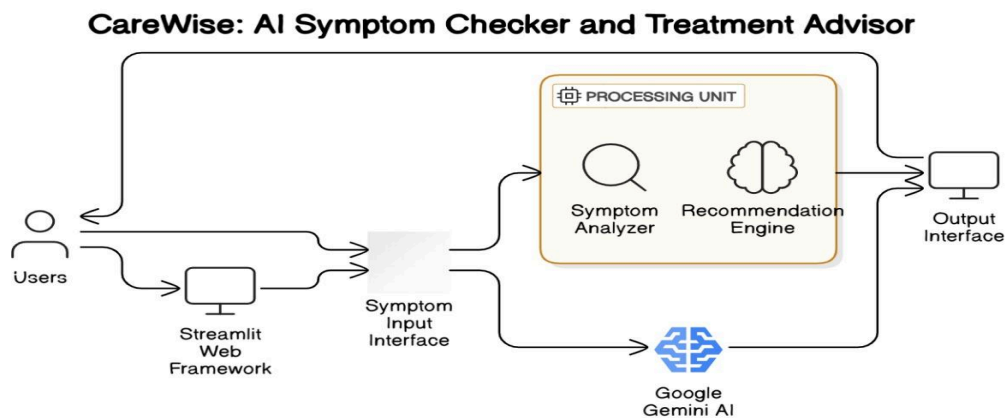 CareWise: AI Symptom Checker and Treatment Advisor
PROCESSING UNIT
Symptom
Analyzer
Recommendation
Engine
Output
Interface
Users
Symptom
Input
Interface
Streamlit
Web
Framework
Google
Gemini AI